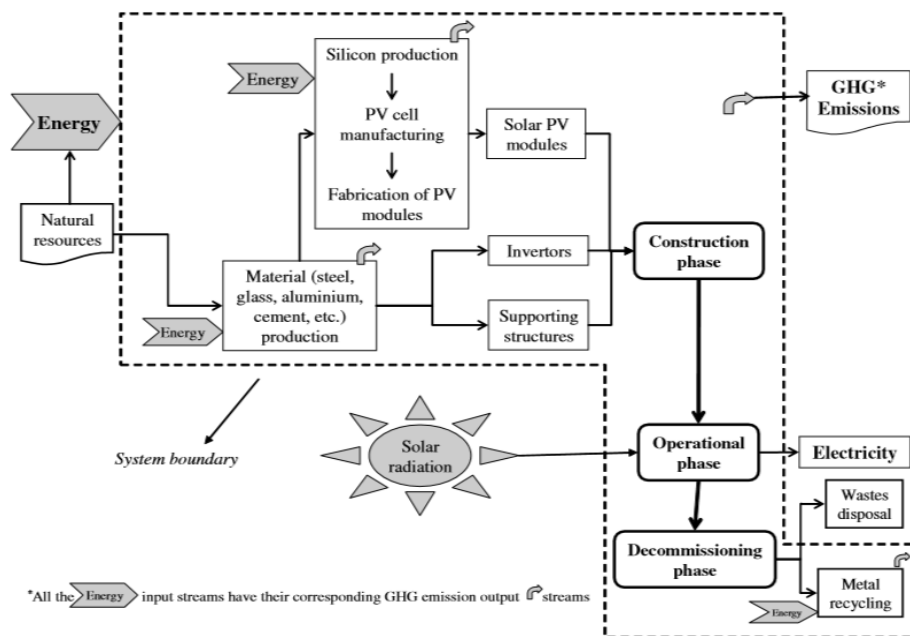 Silicon production
Energy
PV cell
manufacturing
Fabrication of PV
modules
Solar PV
modules
GHG*
Emissions
Energy
Natural
resources
Material (steel,
glass, aluminium,
cement, etc.)
production
Energy
Invertors
Supporting
structures
Construction
phase
System boundary
Solar
radiation
Operational
phase
Electricity
Wastes
disposal
Decommissioning
phase
Metal
recycling
Energy
*All the Energy input streams have their corresponding GHG emission output streams